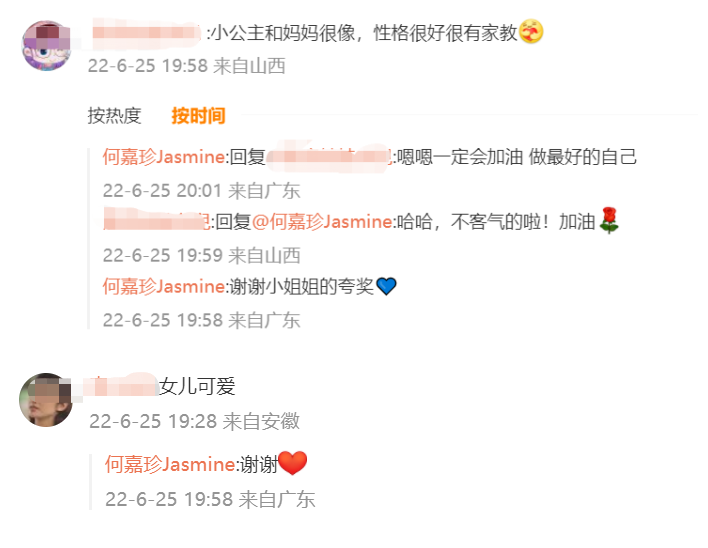 :小公主和妈妈很像，性格很好很有家教
22-6-25 19:58 来自山西
按热度 按时间
何嘉珍Jasmine:回复:嗯嗯一定会加油 做最好的自己
22-6-25 20:01 来自广东
:回复@何嘉珍Jasmine:哈哈，不客气的啦！加油
22-6-25 19:59 来自山西
何嘉珍Jasmine:谢谢小姐姐的夸奖
22-6-25 19:58 来自广东
女儿可爱
22-6-25 19:28 来自安徽
何嘉珍Jasmine:谢谢
22-6-25 19:58 来自广东